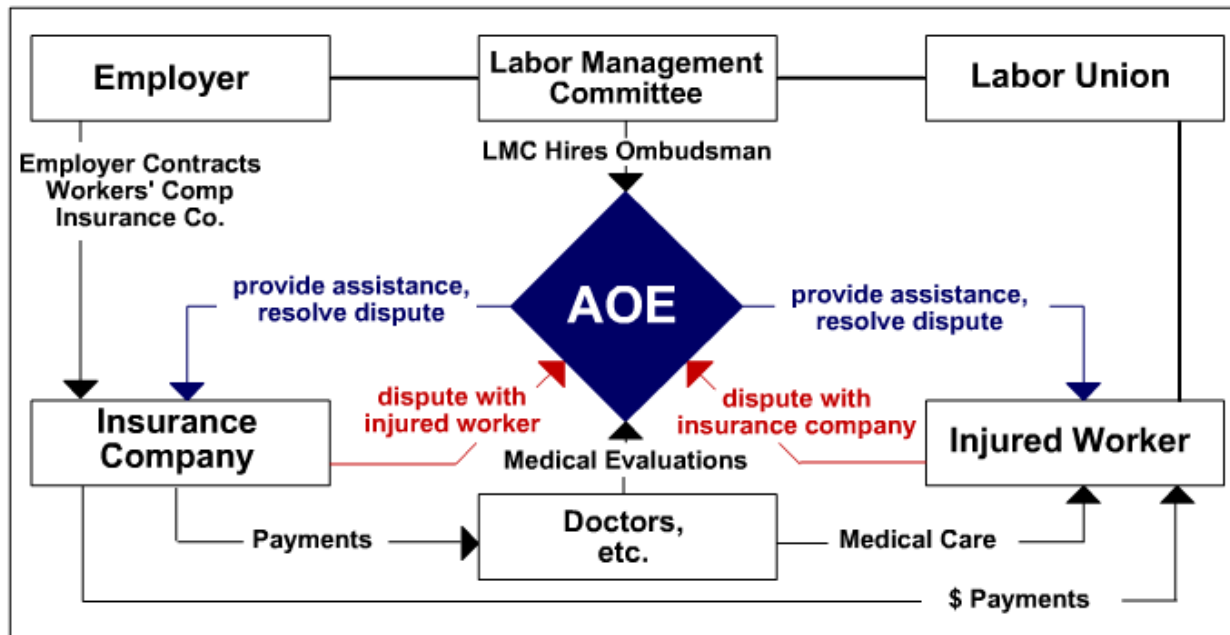 Employer
Labor Management
Committee
Labor Union
Employer Contracts
Workers' Comp
Insurance Co.
LMC Hires Ombudsman
provide assistance,
resolve dispute
AOE
provide assistance,
resolve dispute
dispute with
injured worker
dispute with
insurance company
Insurance
Company
Injured Worker
Medical Evaluations
Payments
Doctors,
etc.
Medical Care
$ Payments